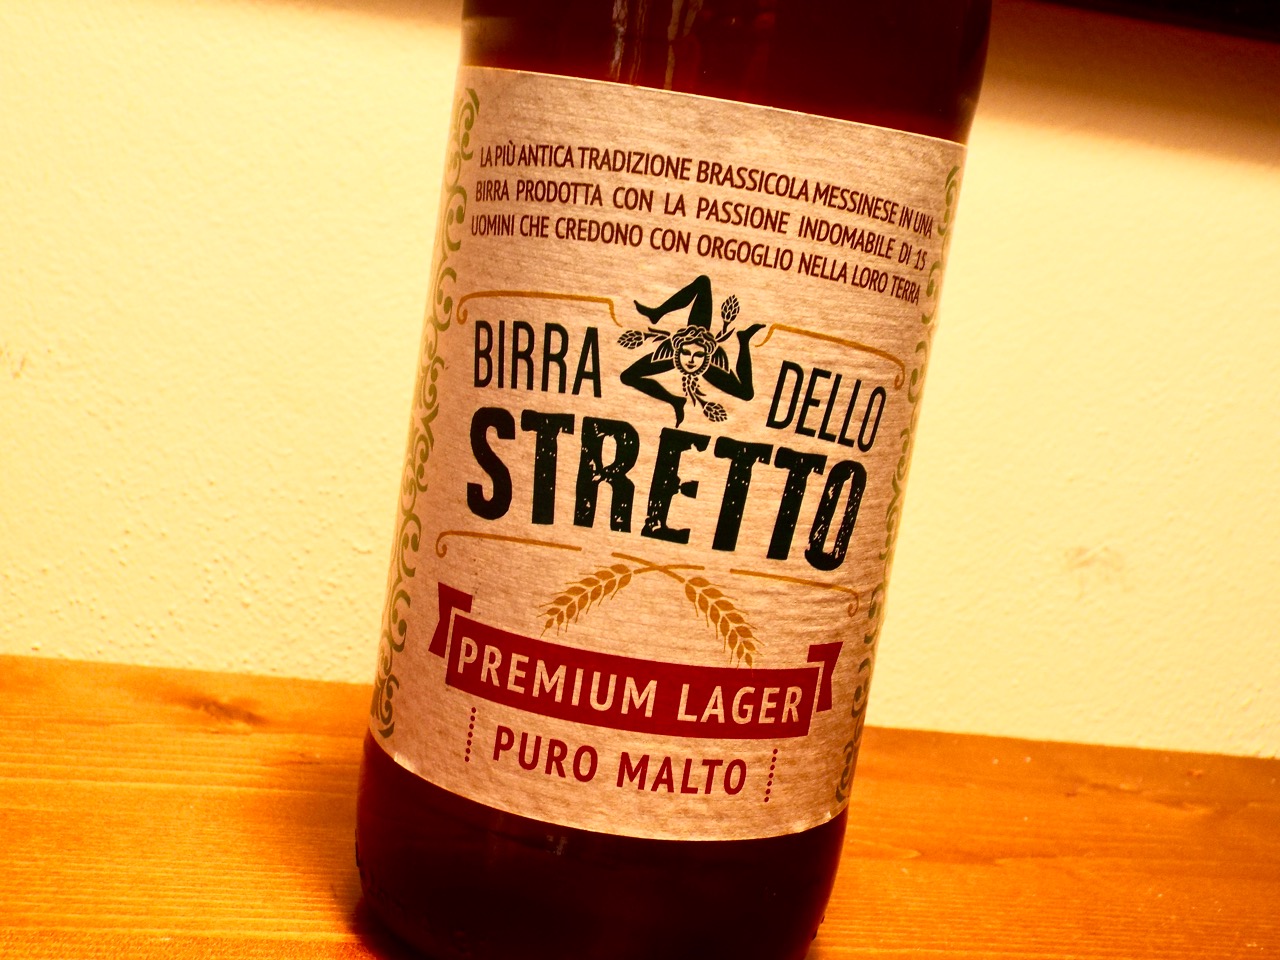 LA PIÙ ANTICA TRADIZIONE BRASSICOLA MESSINESE IN UNA
BIRRA PRODOTTA CON LA PASSIONE INDOMABILE DI 15
UOMINI CHE CREDONO CON ORGOGLIO NELLA LORO TERRA
BIRRA DELLO
STRETTO
PREMIUM LAGER
PURO MALTO